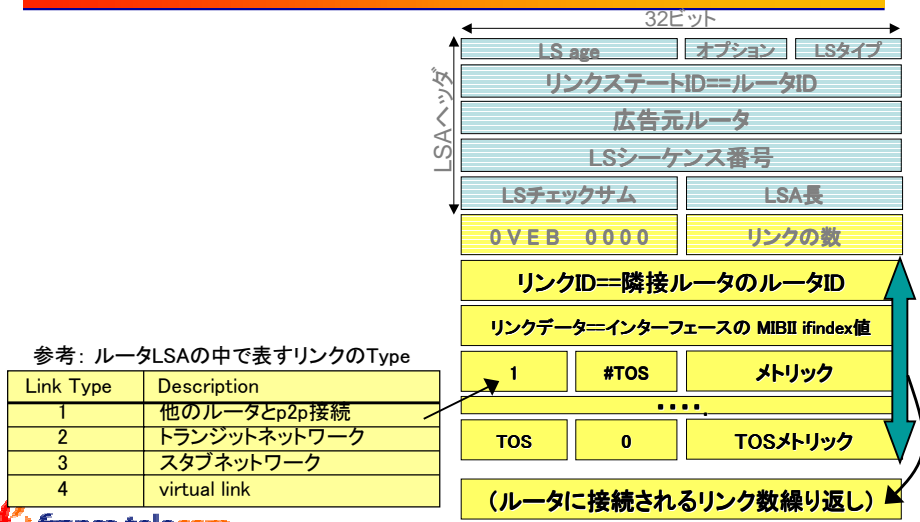 32ビット
LSAヘッダ
LS age オプション LSタイプ
リンクステートID==ルータID
広告元ルータ
LSシーケンス番号
LSチェックサム LSA長
0 V E B 0 0 0 0 リンクの数
リンクID==隣接ルータのルータID
リンクデータ==インターフェースの MIBII ifindex値
1 #TOS メトリック
....
TOS 0 TOSメトリック
(ルータに接続されるリンク数繰り返し)
参考: ルータLSAの中で表すリンクのType
Link Type Description
1 他のルータとp2p接続
2 トランジットネットワーク
3 スタブネットワーク
4 virtual link